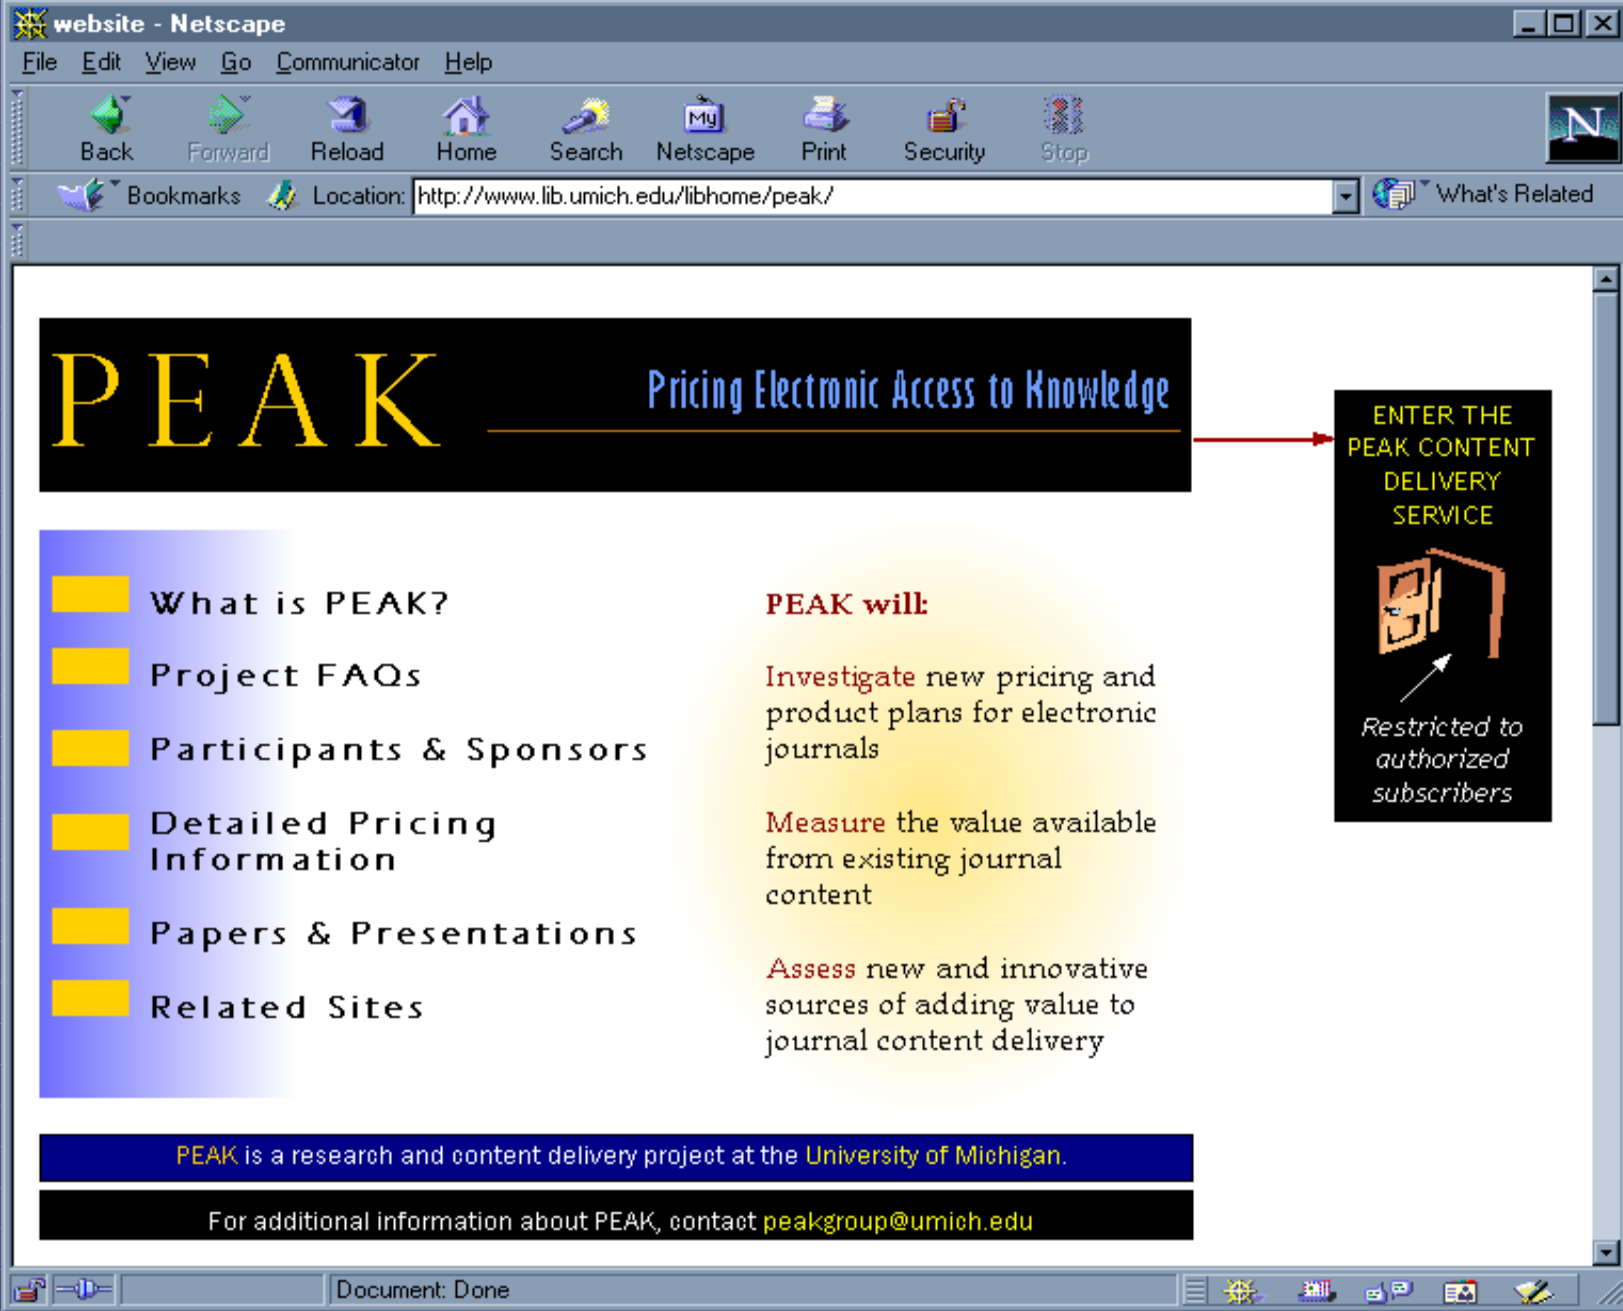 website - Netscape
File Edit View Go Communicator Help
My
N
Back Forward Reload Home Search Netscape Print Security Stop
Bookmarks Location: http://www.lib.umich.edu/libhome/peak/ What's Related
PEAK
Pricing Electronic Access to Knowledge
ENTER THE
PEAK CONTENT
DELIVERY
SERVICE
Restricted to
authorized
subscribers
What is PEAK?
Project FAQs
Participants & Sponsors
Detailed Pricing
Information
Papers & Presentations
Related Sites
PEAK will:
Investigate new pricing and
product plans for electronic
journals
Measure the value available
from existing journal
content
Assess new and innovative
sources of adding value to
journal content delivery
PEAK is a research and content delivery project at the University of Michigan.
For additional information about PEAK, contact peakgroup@umich.edu
Document: Done